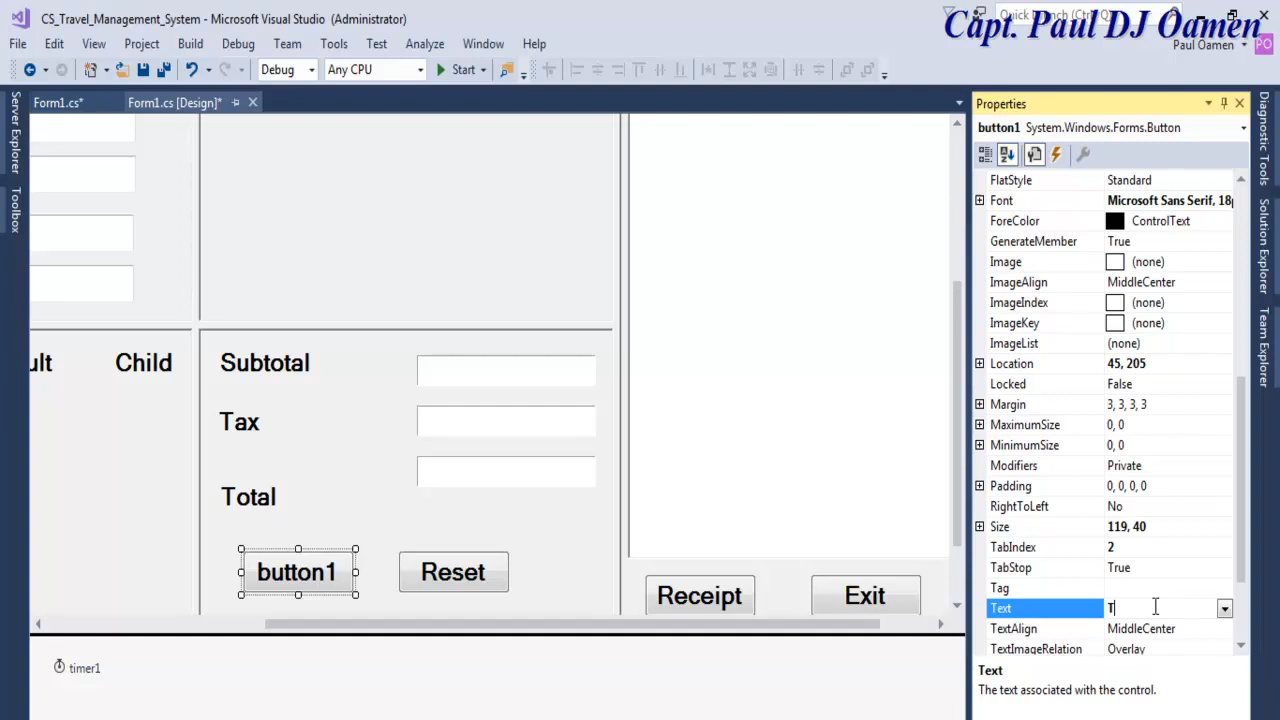 CS_Travel_Management_System - Microsoft Visual Studio (Administrator)
Capt. Paul DJ Oamen
File Edit View Project Build Debug Team Tools Test Analyze Window Help
Paul Oamen PO
Debug Any CPU Start
Server Explorer
Toolbox
Form1.cs*
Form1.cs [Design]*
ult Child
Subtotal
Tax
Total
button1 Reset
Receipt Exit
timer1
Properties
button1 System.Windows.Forms.Button
FlatStyle Standard
Font Microsoft Sans Serif, 18p
ForeColor ControlText
GenerateMember True
Image (none)
ImageAlign MiddleCenter
ImageIndex (none)
ImageKey (none)
ImageList (none)
Location 45, 205
Locked False
Margin 3, 3, 3, 3
MaximumSize 0, 0
MinimumSize 0, 0
Modifiers Private
Padding 0, 0, 0, 0
RightToLeft No
Size 119, 40
TabIndex 2
TabStop True
Tag
Text T
TextAlign MiddleCenter
TextImageRelation Overlay
Text
The text associated with the control.
Diagnostic Tools
Solution Explorer
Team Explorer